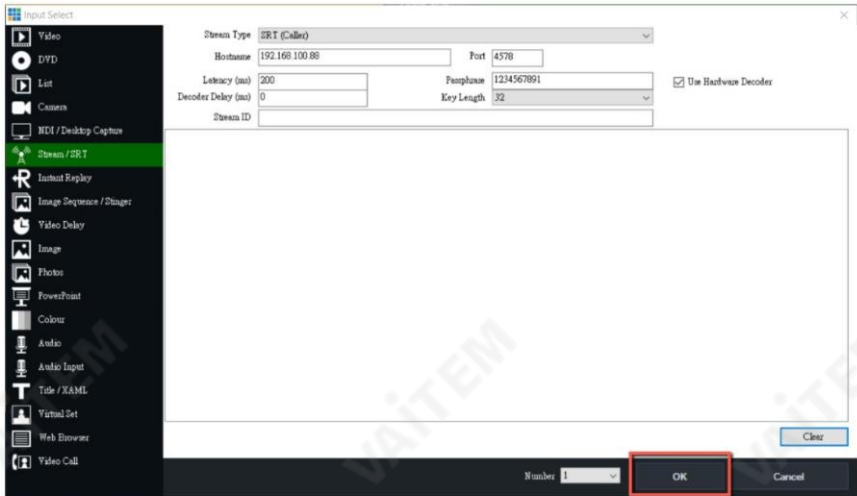 Input Select
Video
DVD
List
Camera
NDI / Desktop Capture
Stream / SRT
Instant Replay
Image Sequence / Stinger
Video Delay
Image
Photos
PowerPoint
Colour
Audio
Audio Input
Title / XAML
Virtual Set
Web Browser
Video Call
Stream Type SRT (Caller)
Hostname 192.168.100.88 Port 4578
Latency (ms) 200 Passphrase 1234567891 Use Hardware Decoder
Decoder Delay (ms) 0 Key Length 32
Stream ID
Clear
Number 1 OK Cancel
VAITEM
VAITEM